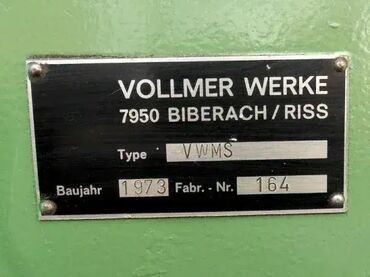 VOLLMER WERKE
7950 BIBERACH/RISS
Type VWMS
Baujahr 1973 Fabr. - Nr. 164